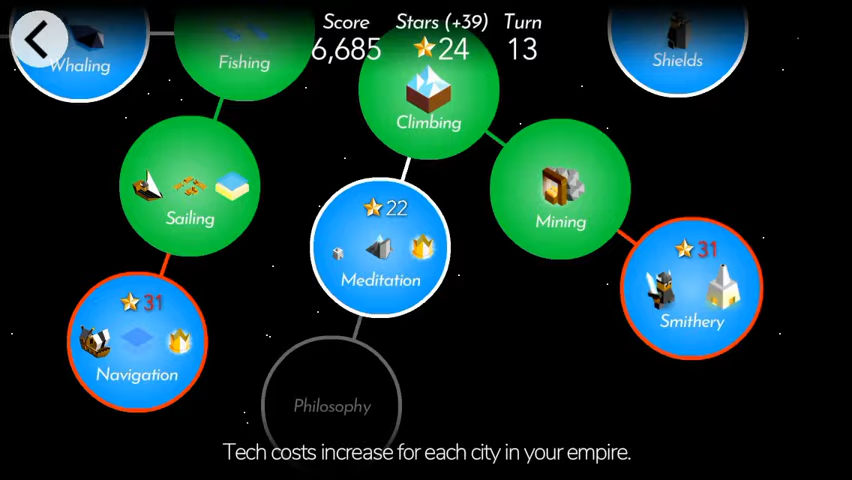 Score Stars (+39) Turn
6,685 24 13
Whaling
Fishing
Shields
Climbing
Sailing
Mining
22
Meditation
31
Smithery
31
Navigation
Philosophy
Tech costs increase for each city in your empire.